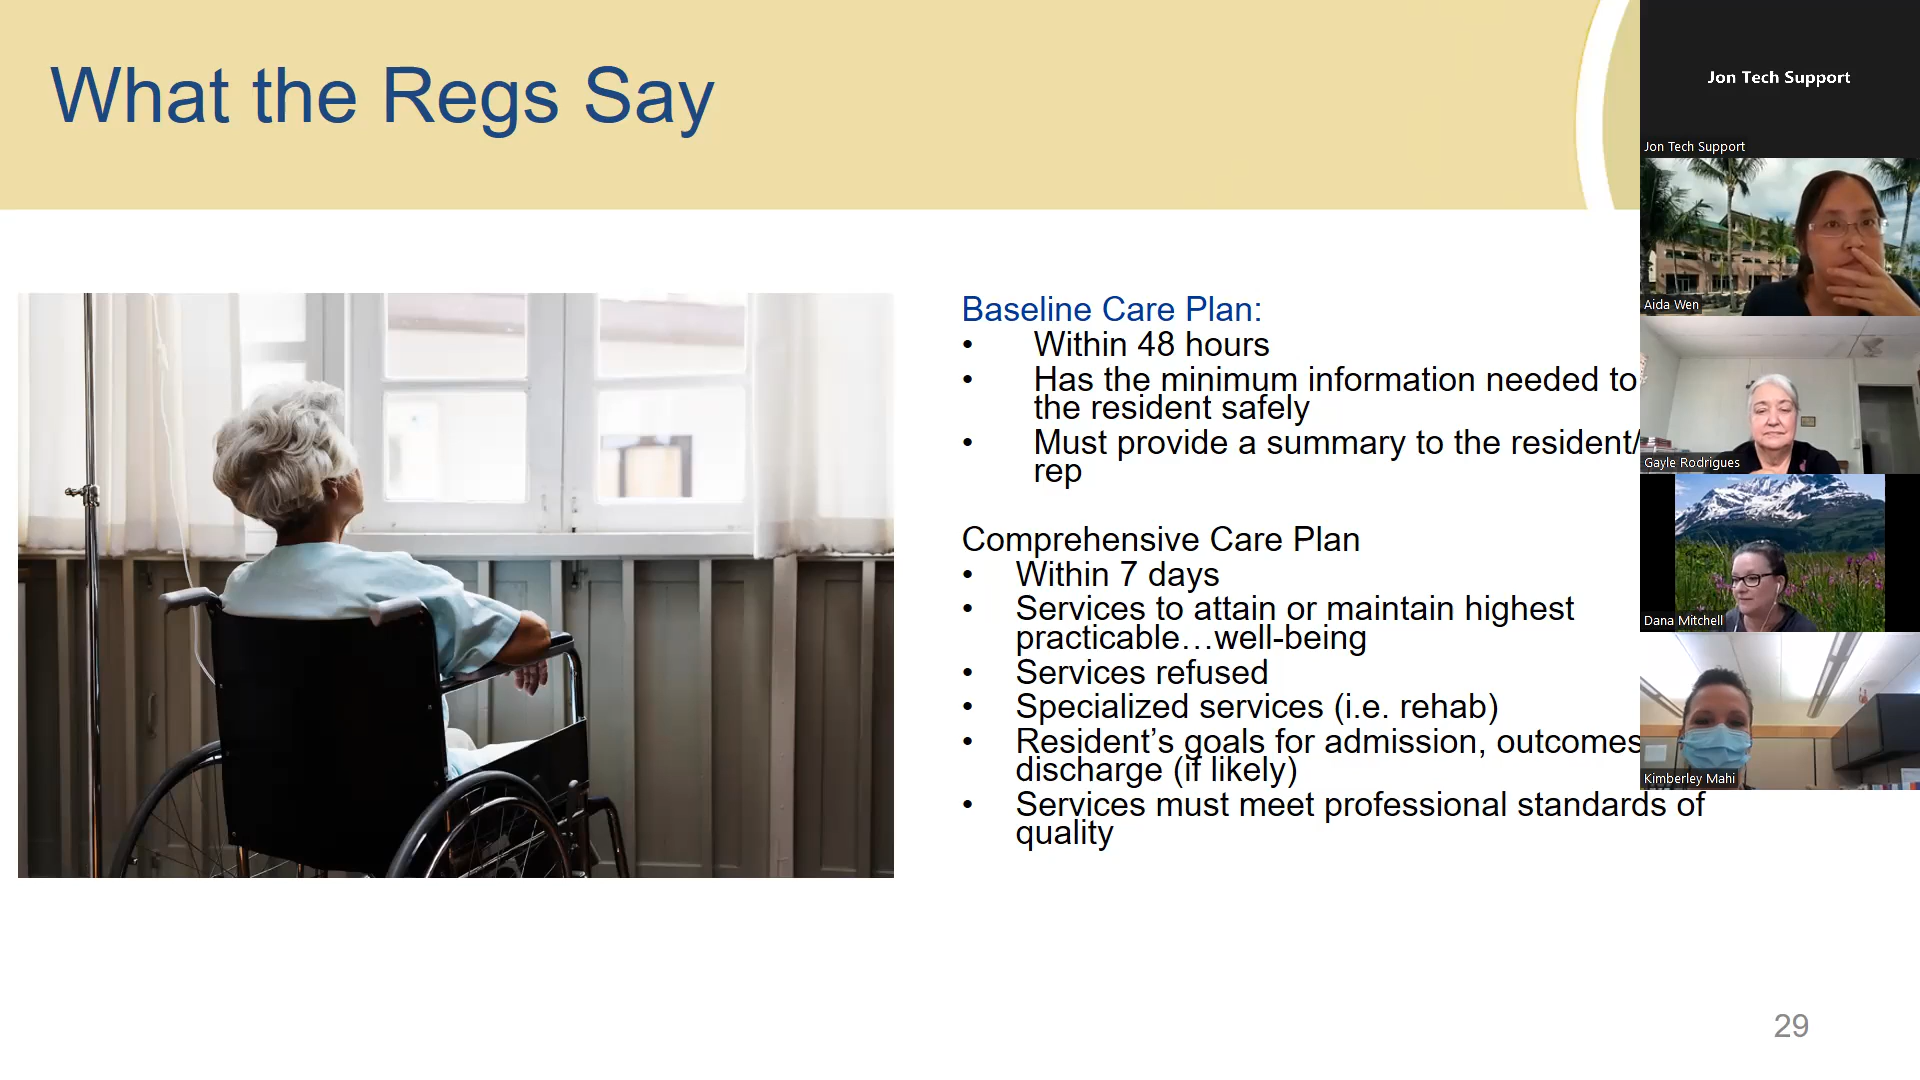 What the Regs Say
Baseline Care Plan:
• Within 48 hours
• Has the minimum information needed to
the resident safely
• Must provide a summary to the resident/
rep
Comprehensive Care Plan
• Within 7 days
• Services to attain or maintain highest
practicable…well-being
• Services refused
• Specialized services (i.e. rehab)
• Resident’s goals for admission, outcomes
discharge (if likely)
• Services must meet professional standards of
quality
29
Jon Tech Support
Jon Tech Support
Aida Wen
Gayle Rodrigues
Dana Mitchell
Kimberley Mahi